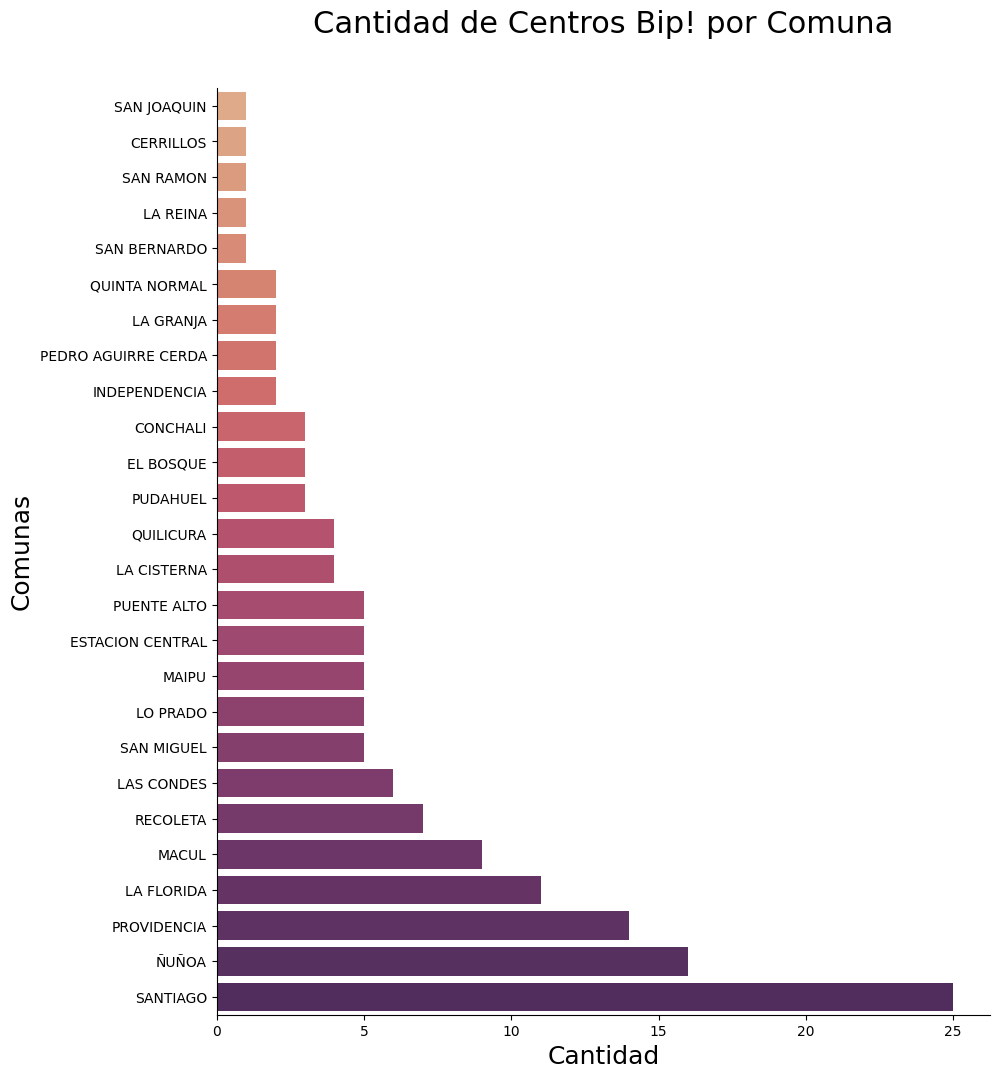 Cantidad de Centros Bip! por Comuna
Comunas
SAN JOAQUIN
CERRILLOS
SAN RAMON
LA REINA
SAN BERNARDO
QUINTA NORMAL
LA GRANJA
PEDRO AGUIRRE CERDA
INDEPENDENCIA
CONCHALI
EL BOSQUE
PUDAHUEL
QUILICURA
LA CISTERNA
PUENTE ALTO
ESTACION CENTRAL
MAIPU
LO PRADO
SAN MIGUEL
LAS CONDES
RECOLETA
MACUL
LA FLORIDA
PROVIDENCIA
ÑUÑOA
SANTIAGO
0 5 10 15 20 25
Cantidad